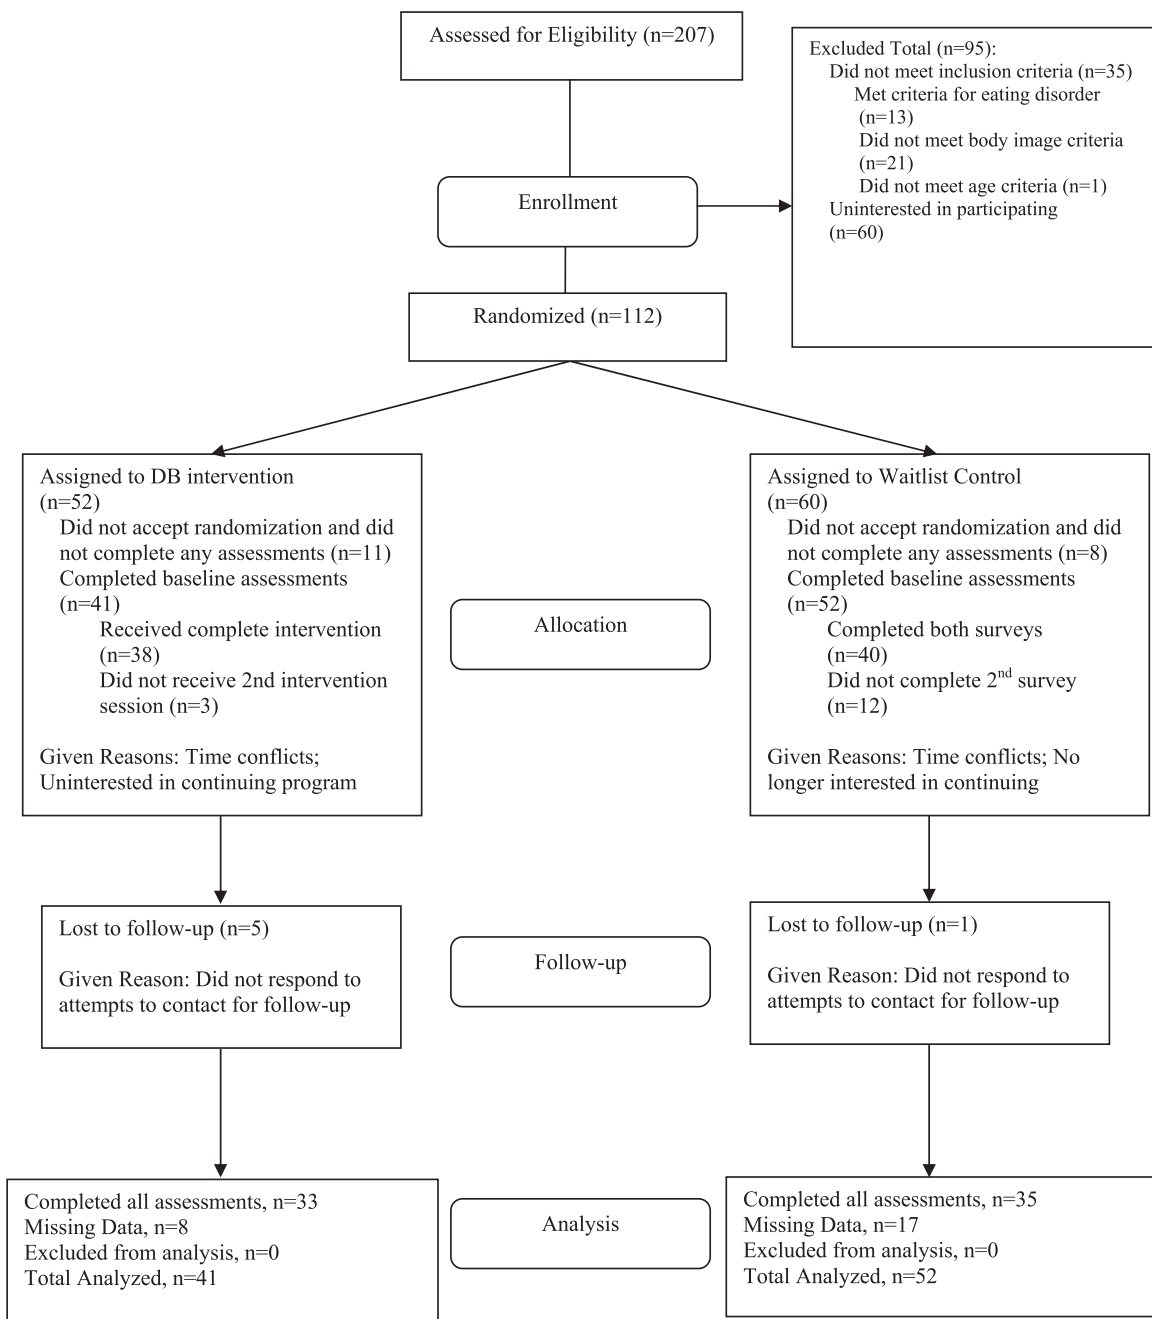 Assessed for Eligibility (n=207)
Excluded Total (n=95):
Did not meet inclusion criteria (n=35)
Met criteria for eating disorder
(n=13)
Did not meet body image criteria
(n=21)
Did not meet age criteria (n=1)
Uninterested in participating
(n=60)
Enrollment
Randomized (n=112)
Assigned to DB intervention
(n=52)
Did not accept randomization and did
not complete any assessments (n=11)
Completed baseline assessments
(n=41)
Received complete intervention
(n=38)
Did not receive 2nd intervention
session (n=3)
Given Reasons: Time conflicts;
Uninterested in continuing program
Allocation
Assigned to Waitlist Control
(n=60)
Did not accept randomization and did
not complete any assessments (n=8)
Completed baseline assessments
(n=52)
Completed both surveys
(n=40)
Did not complete 2nd survey
(n=12)
Given Reasons: Time conflicts; No
longer interested in continuing
Lost to follow-up (n=5)
Given Reason: Did not respond to
attempts to contact for follow-up
Follow-up
Lost to follow-up (n=1)
Given Reason: Did not respond to
attempts to contact for follow-up
Completed all assessments, n=33
Missing Data, n=8
Excluded from analysis, n=0
Total Analyzed, n=41
Analysis
Completed all assessments, n=35
Missing Data, n=17
Excluded from analysis, n=0
Total Analyzed, n=52